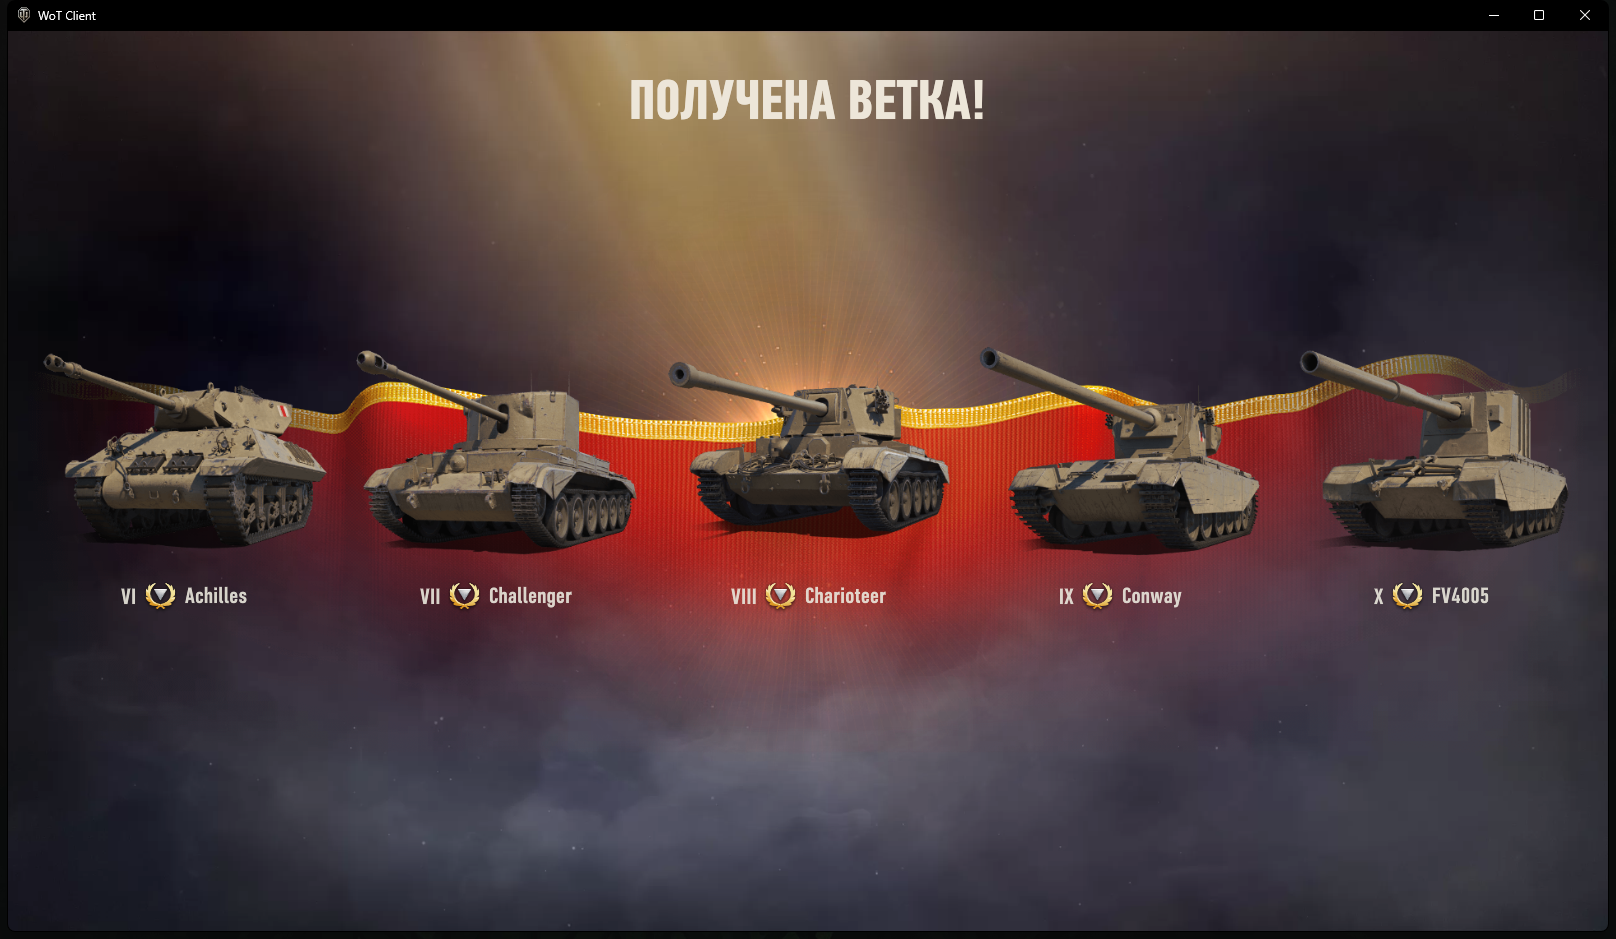 WoT Client
ПОЛУЧЕНА ВЕТКА!
VI Achilles
VII Challenger
VIII Charioteer
IX Conway
X FV4005